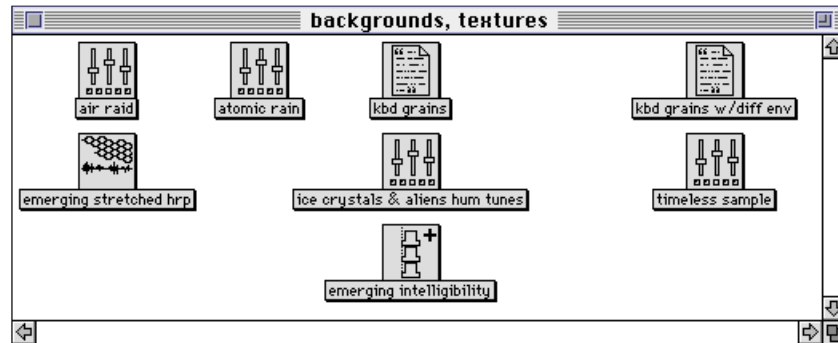 backgrounds, textures
air raid
atomic rain
kbd grains
kbd grains w/diff env
emerging stretched hrp
ice crystals & aliens hum tunes
timeless sample
emerging intelligibility